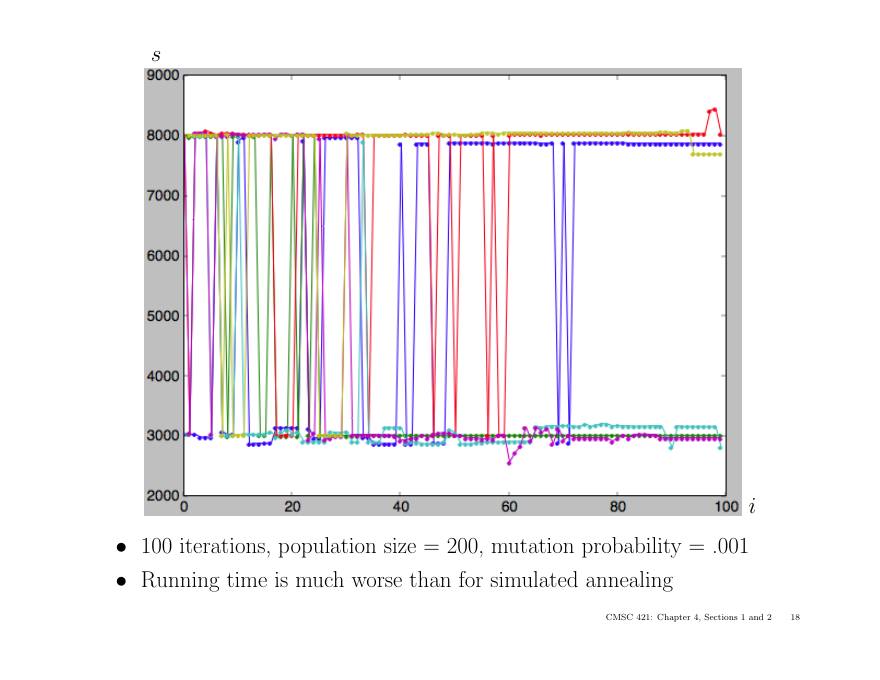 s
9000
8000
7000
6000
5000
4000
3000
2000
0 20 40 60 80 100 i
• 100 iterations, population size = 200, mutation probability = .001
• Running time is much worse than for simulated annealing
CMSC 421: Chapter 4, Sections 1 and 2 18